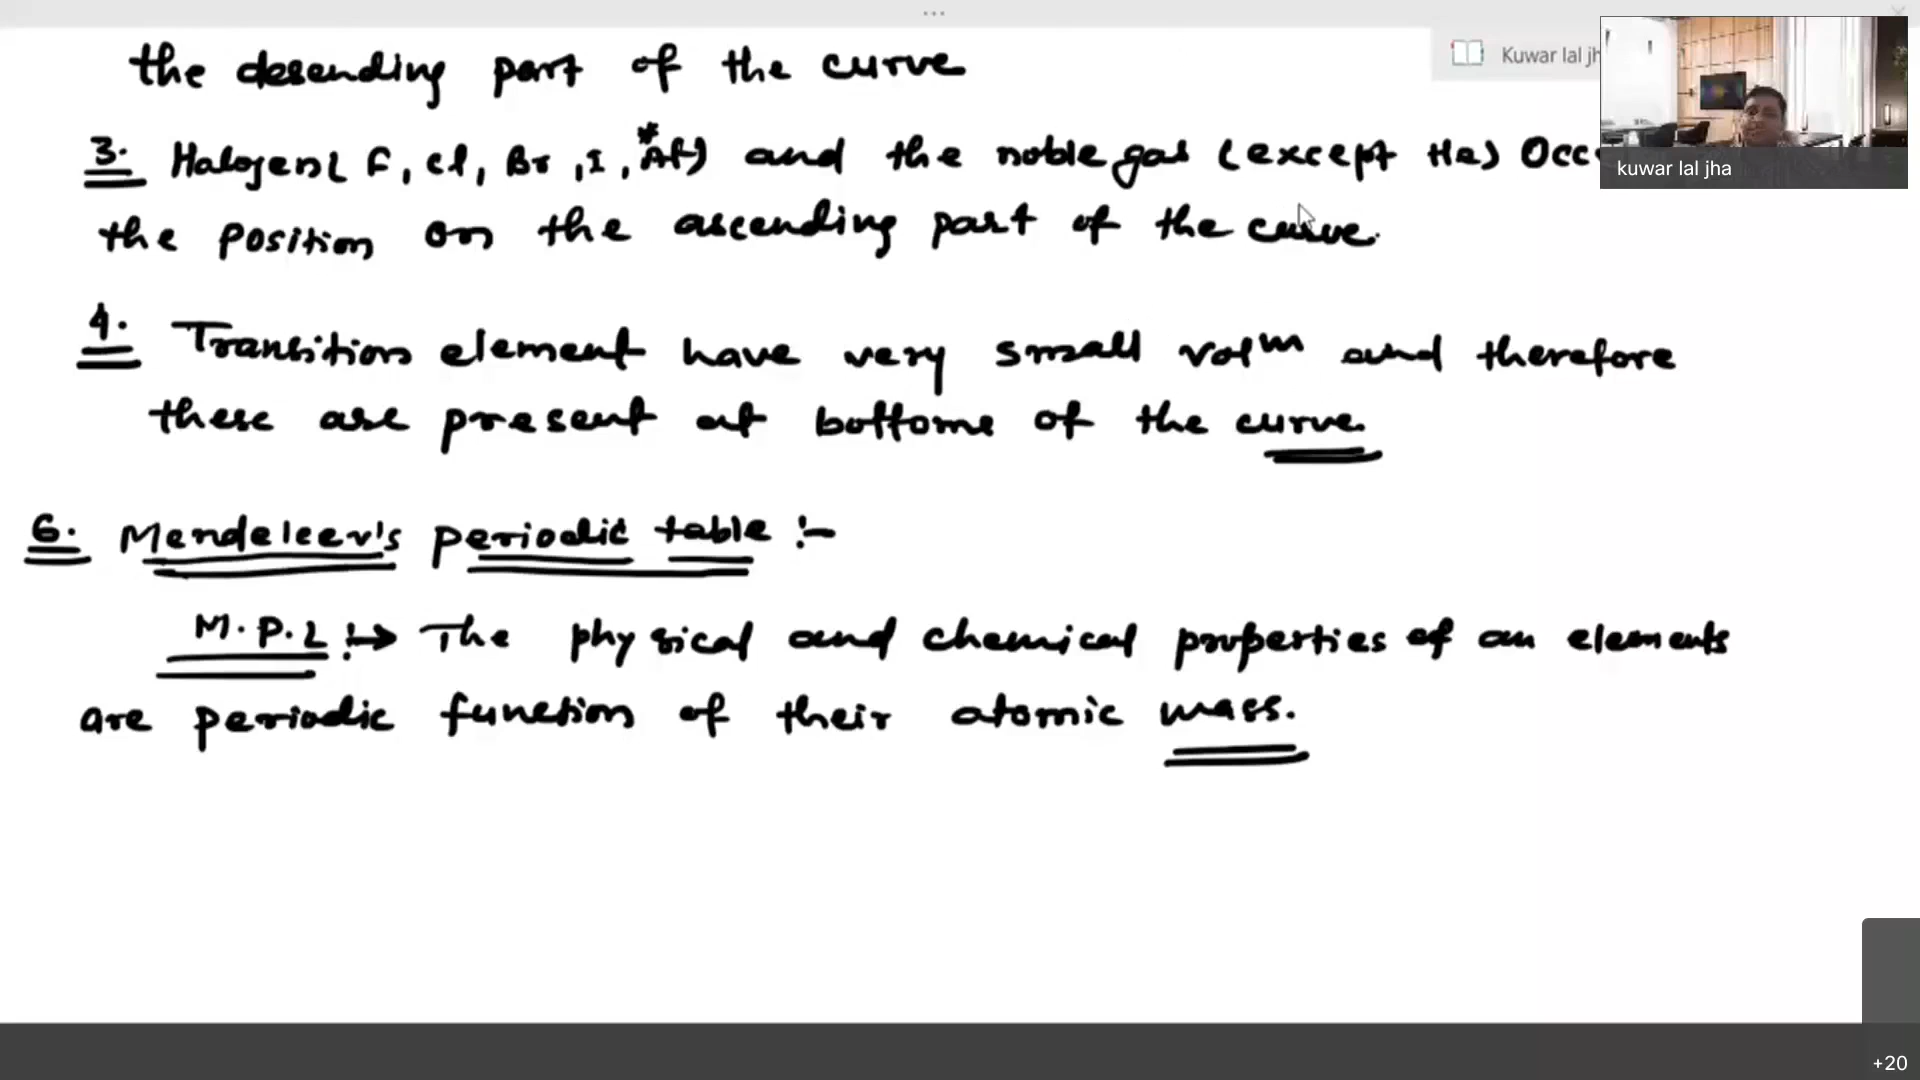 the desending part of the curve
Kuwar lal jh
kuwar lal jha
3. Halogens( F, cl, Br, I, *At) and the noble gas (except He) Occ
the position on the ascending part of the curve.
4. Transition element have very small volm and therefore
these are present at bottome of the curve.
6. Mendeleev's periodic table :-
M.P.L :→ The physical and chemical properties of an elements
are periodic function of their atomic mass.
+20